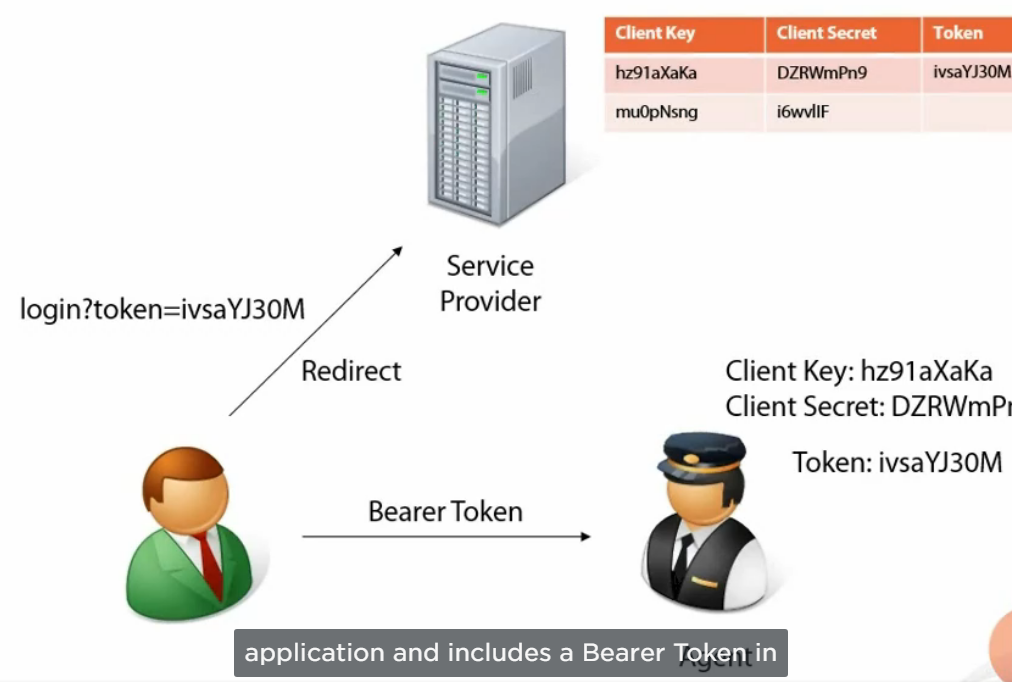 Client Key Client Secret Token
hz91aXaKa DZRWmPn9 ivsaYJ30M
mu0pNsng i6wvlIF
Service
Provider
login?token=ivsaYJ30M
Redirect
Client Key: hz91aXaKa
Client Secret: DZRWmPn
Token: ivsaYJ30M
Bearer Token
application and includes a Bearer Token in
Agent